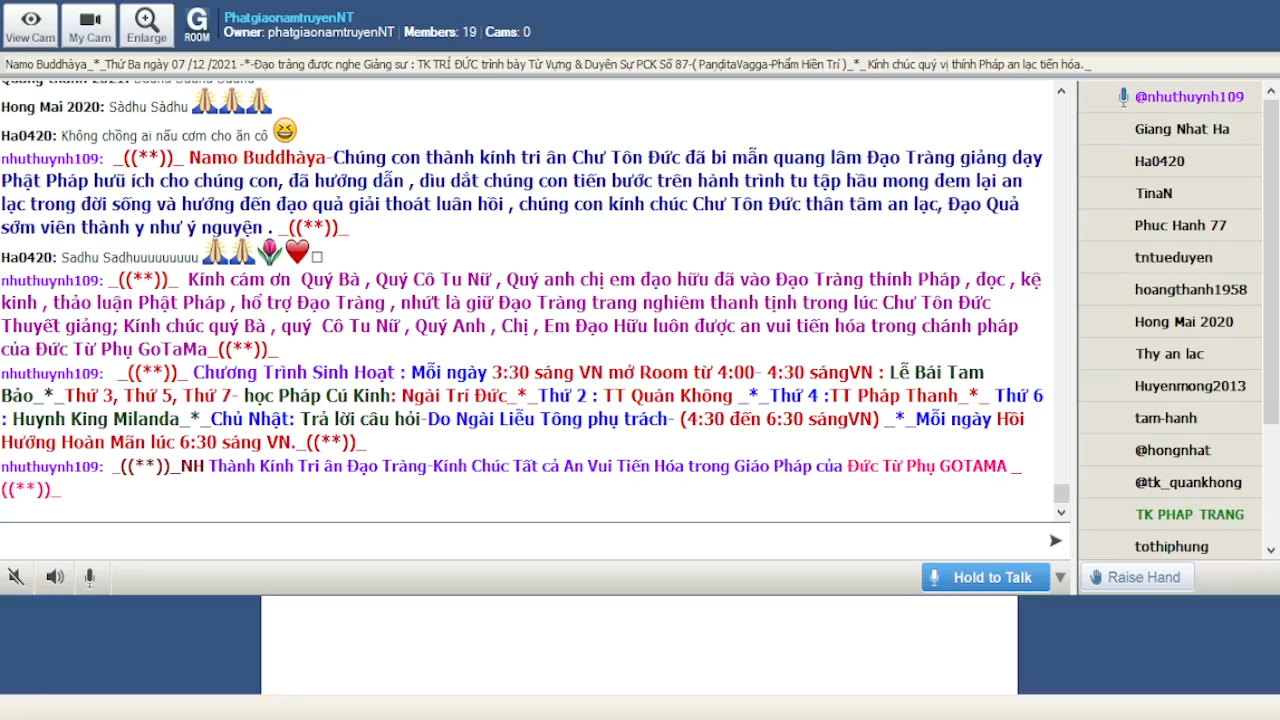 View Cam
My Cam
Enlarge
G
ROOM
PhatgiaonamtruyenNT
Owner: phatgiaonamtruyenNT | Members: 19 | Cams: 0
Namo Buddhàya_*_Thứ Ba ngày 07 /12 /2021 -*-Đạo tràng được nghe Giảng sư : TK TRÍ ĐỨC trình bày Từ Vựng & Duyên Sự PCK Số 87-( PaṇḍitaVagga-Phẩm Hiền Trí )_*_ Kính chúc quý vị thính Pháp an lạc tiến hóa._
Hong Mai 2020: Sàdhu Sàdhu
Ha0420: Không chồng ai nấu cơm cho ăn cô
nhuthuynh109: _((**))_ Namo Buddhàya-Chúng con thành kính tri ân Chư Tôn Đức đã bi mẫn quang lâm Đạo Tràng giảng dạy
Phật Pháp hữu ích cho chúng con, đã hướng dẫn , dìu dắt chúng con tiến bước trên hành trình tu tập hầu mong đem lại an
lạc trong đời sống và hướng đến đạo quả giải thoát luân hồi , chúng con kính chúc Chư Tôn Đức thân tâm an lạc, Đạo Quả
sớm viên thành y như ý nguyện . _((**))_
Ha0420: Sadhu Sadhuuuuuuuuu
nhuthuynh109: _((**))_ Kính cám ơn Quý Bà , Quý Cô Tu Nữ , Quý anh chị em đạo hữu đã vào Đạo Tràng thính Pháp , đọc , kệ
kinh , thảo luận Phật Pháp , hổ trợ Đạo Tràng , nhứt là giữ Đạo Tràng trang nghiêm thanh tịnh trong lúc Chư Tôn Đức
Thuyết giảng; Kính chúc quý Bà , quý Cô Tu Nữ , Quý Anh , Chị , Em Đạo Hữu luôn được an vui tiến hóa trong chánh pháp
của Đức Từ Phụ GoTaMa_((**))_
nhuthuynh109: _((**))_ Chương Trình Sinh Hoạt : Mỗi ngày 3:30 sáng VN mở Room từ 4:00- 4:30 sángVN : Lễ Bái Tam
Bảo_*_Thứ 3, Thứ 5, Thứ 7- học Pháp Cú Kinh: Ngài Trí Đức_*_Thứ 2 : TT Quán Không _*_Thứ 4 :TT Pháp Thanh_*_ Thứ 6
: Huynh King Milanda_*_Chủ Nhật: Trả lời câu hỏi-Do Ngài Liễu Tông phụ trách- (4:30 đến 6:30 sángVN) _*_Mỗi ngày Hồi
Hướng Hoàn Mãn lúc 6:30 sáng VN._((**))_
nhuthuynh109: _((**))_NH Thành Kính Tri ân Đạo Tràng-Kính Chúc Tất cả An Vui Tiến Hóa trong Giáo Pháp của Đức Từ Phụ GOTAMA _
((**))_
@nhuthuynh109
Giang Nhat Ha
Ha0420
TinaN
Phuc Hanh 77
tntueduyen
hoangthanh1958
Hong Mai 2020
Thy an lac
Huyenmong2013
tam-hanh
@hongnhat
@tk_quankhong
TK PHAP TRANG
tothiphung
Hold to Talk
Raise Hand